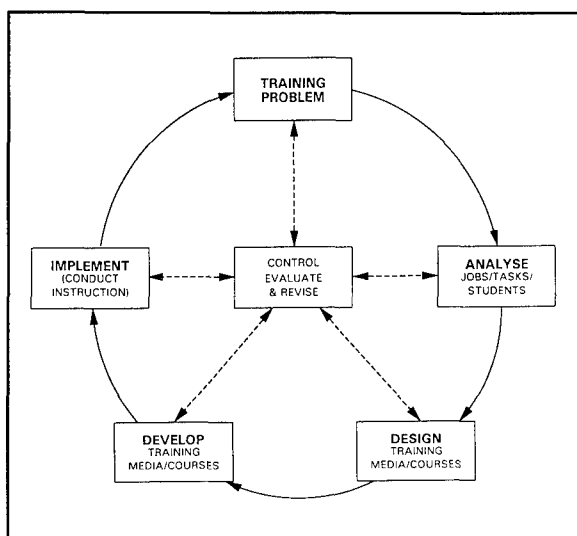 TRAINING
PROBLEM
IMPLEMENT
(CONDUCT
INSTRUCTION)
CONTROL
EVALUATE
& REVISE
ANALYSE
JOBS/TASKS/
STUDENTS
DEVELOP
TRAINING
MEDIA/COURSES
DESIGN
TRAINING
MEDIA/COURSES